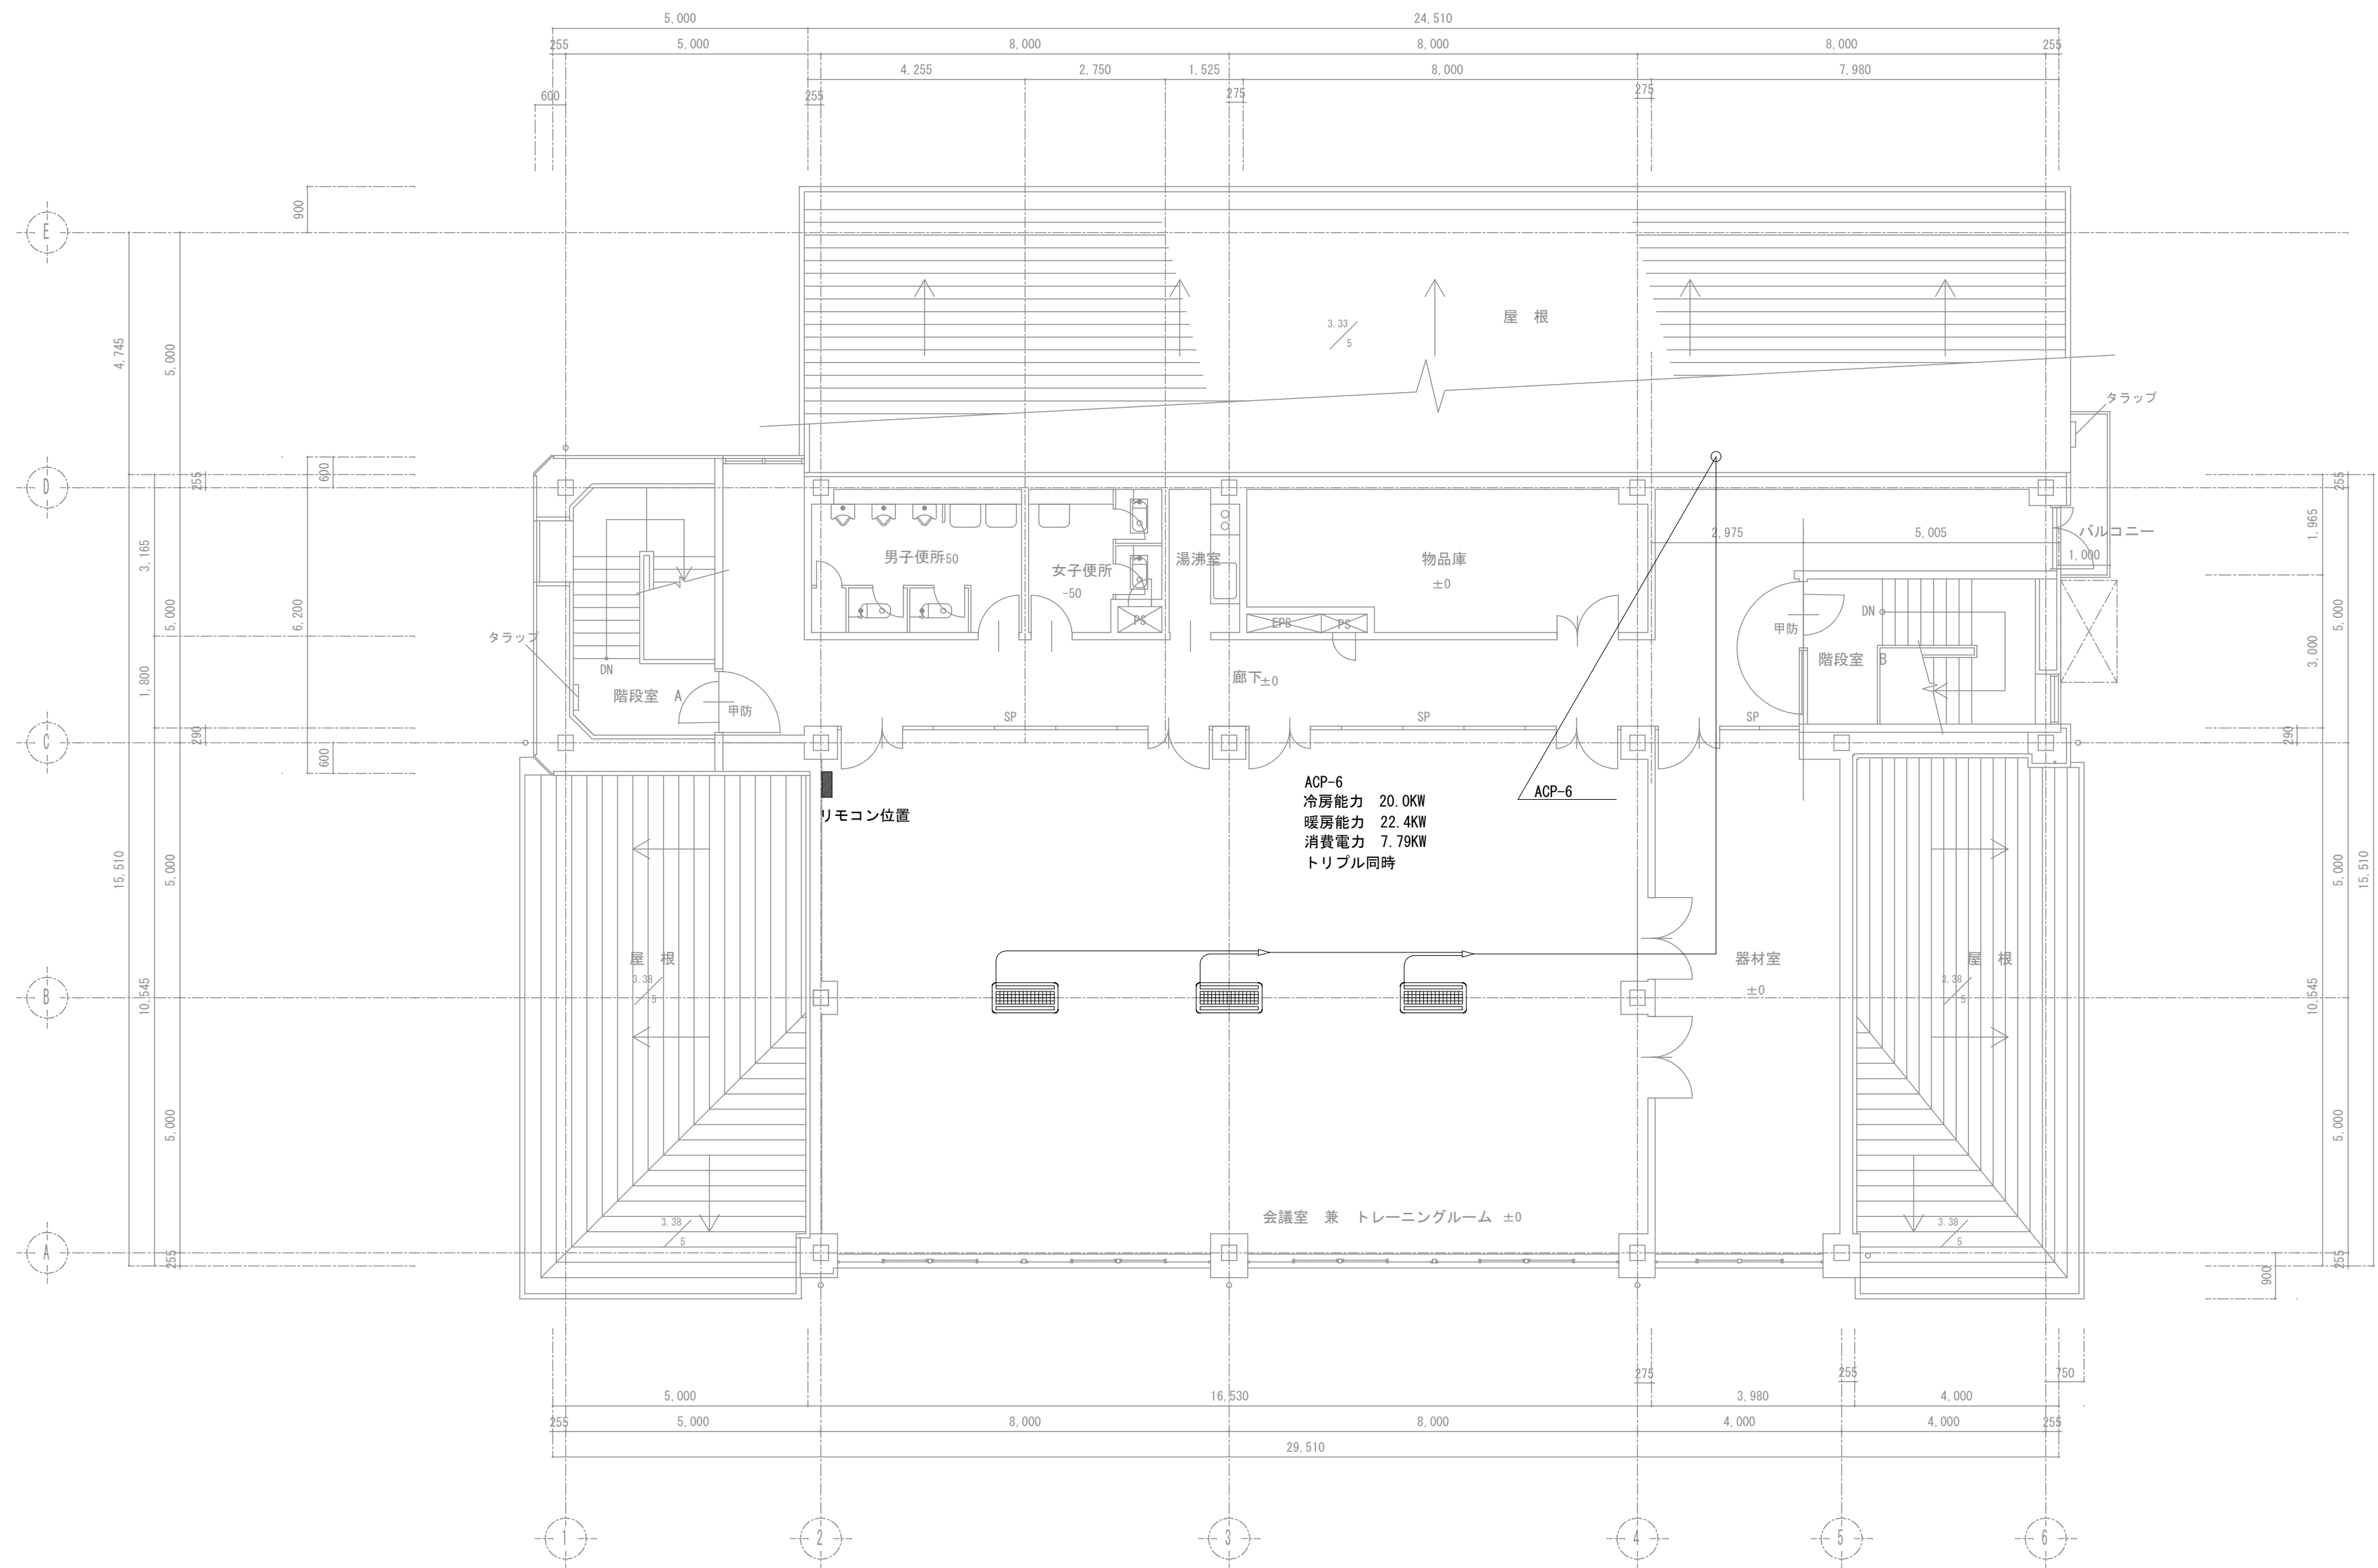 5,000 24,510
255 5,000 8,000 8,000 8,000 255
4,255 2,750 1,525 8,000 7,980
600 255 275 275
900
E
4,745
5,000
屋 根
3.33
5
タラップ
D
255
600
255
1,965
バルコニー
1,000
2,975 5,005
男子便所-50
女子便所
-50
湯沸室
物品庫
±0
3,165
5,000
6,200
PS
EPS
PS
DN
甲防
階段室 B
5,000
3,000
タラップ
DN
階段室 A
甲防
廊下±0
1,800
SP
SP
SP
C
290
600
290
リモコン位置
ACP-6
冷房能力 20.0KW
暖房能力 22.4KW
消費電力 7.79KW
トリプル同時
ACP-6
15,510
5,000
5,000
15,510
屋 根
3.38
5
器材室
±0
屋 根
3.38
5
B
10,545
10,545
5,000
5,000
会議室 兼 トレーニングルーム ±0
3.38
5
3.38
5
A
255
255
900
275 255 750
5,000 16,530 3,980 4,000
255 5,000 8,000 8,000 4,000 4,000 255
29,510
1 2 3 4 5 6